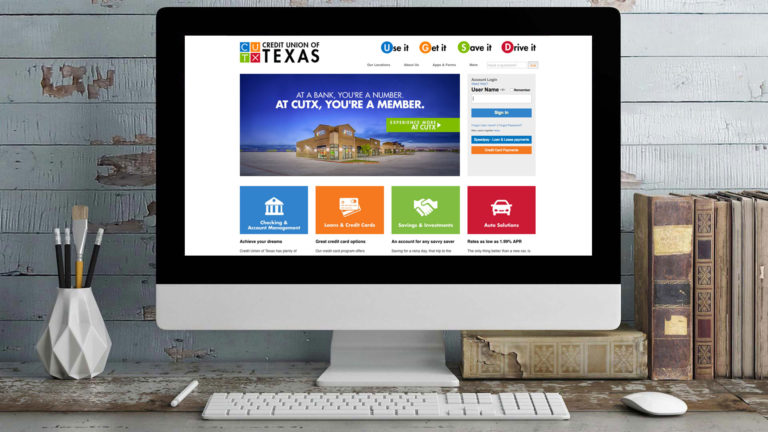 CU
TX
CREDIT UNION OF
TEXAS
Use it
Get it
Save it
Drive it
Our Locations
About Us
Apps & Forms
More
AT A BANK, YOU'RE A NUMBER.
AT CUTX, YOU'RE A MEMBER.
EXPERIENCE MORE
AT CUTX
Account Login
User Name
Remember
Sign In
Speedpay - Loan & Lease payments
Credit Card Payments
Checking &
Account Management
Loans & Credit Cards
Savings & Investments
Auto Solutions
Achieve your dreams
Great credit card options
An account for any savvy saver
Rates as low as 1.99% APR
Credit Union of Texas has plenty of
Our credit card program offers
Saving for a rainy day, that trip to the
The only thing better than a new car, is